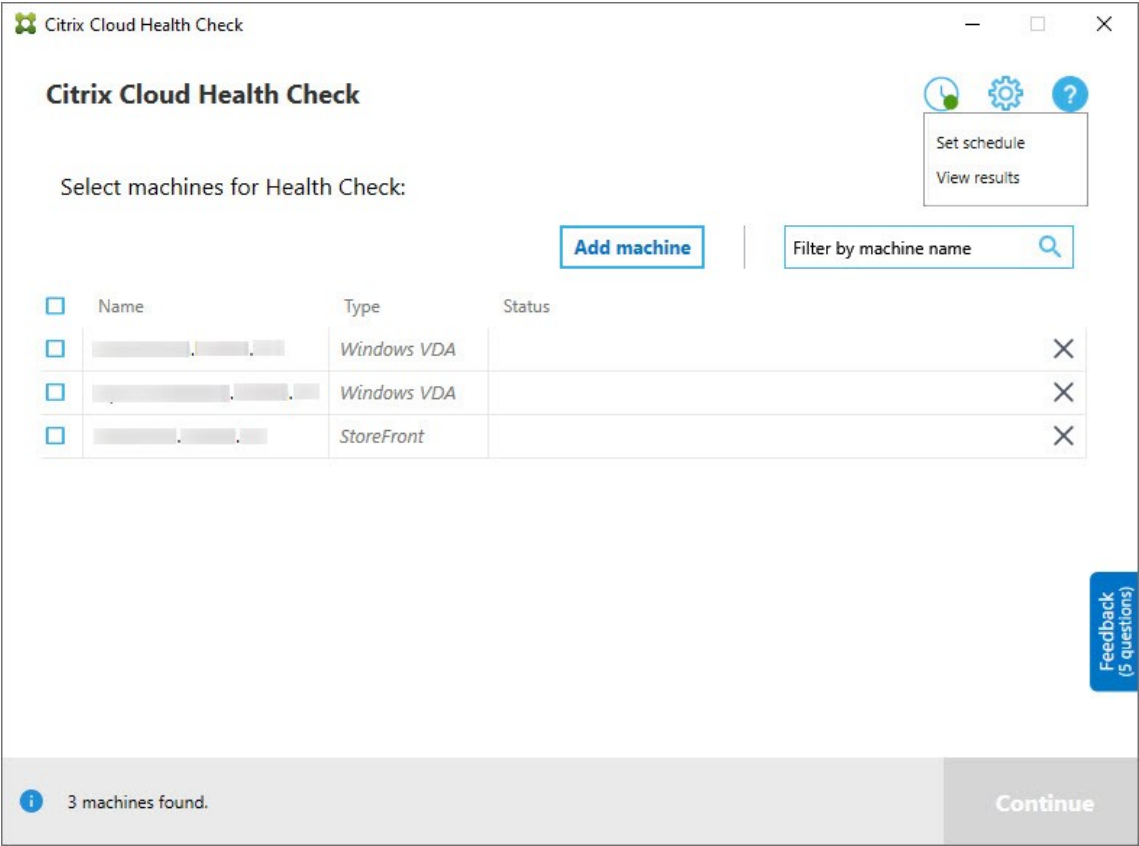 Citrix Cloud Health Check
Citrix Cloud Health Check
?
Set schedule
View results
Select machines for Health Check:
Add machine
Filter by machine name
Name Type Status
Windows VDA
Windows VDA
StoreFront
Feedback
(5 questions)
i 3 machines found.
Continue